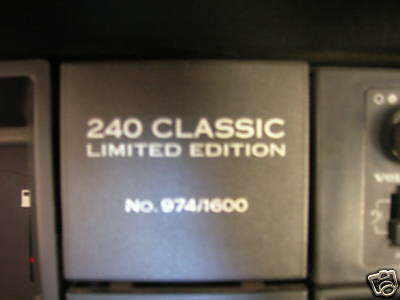 240 CLASSIC
LIMITED EDITION
No. 974/1600